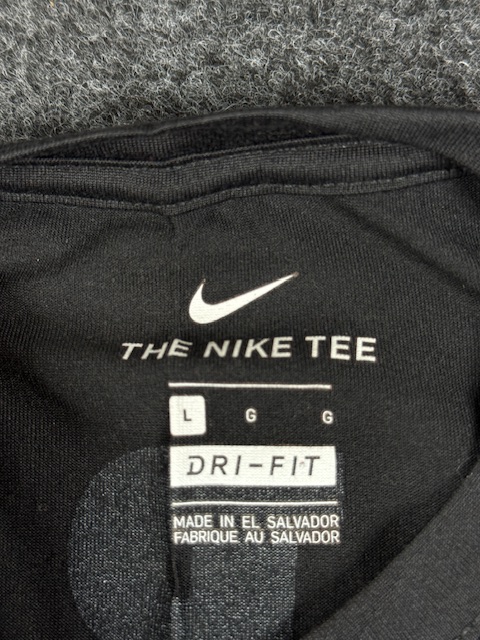 THE NIKE TEE
L G G
DRI-FIT
MADE IN EL SALVADOR
FABRIQUE AU SALVADOR